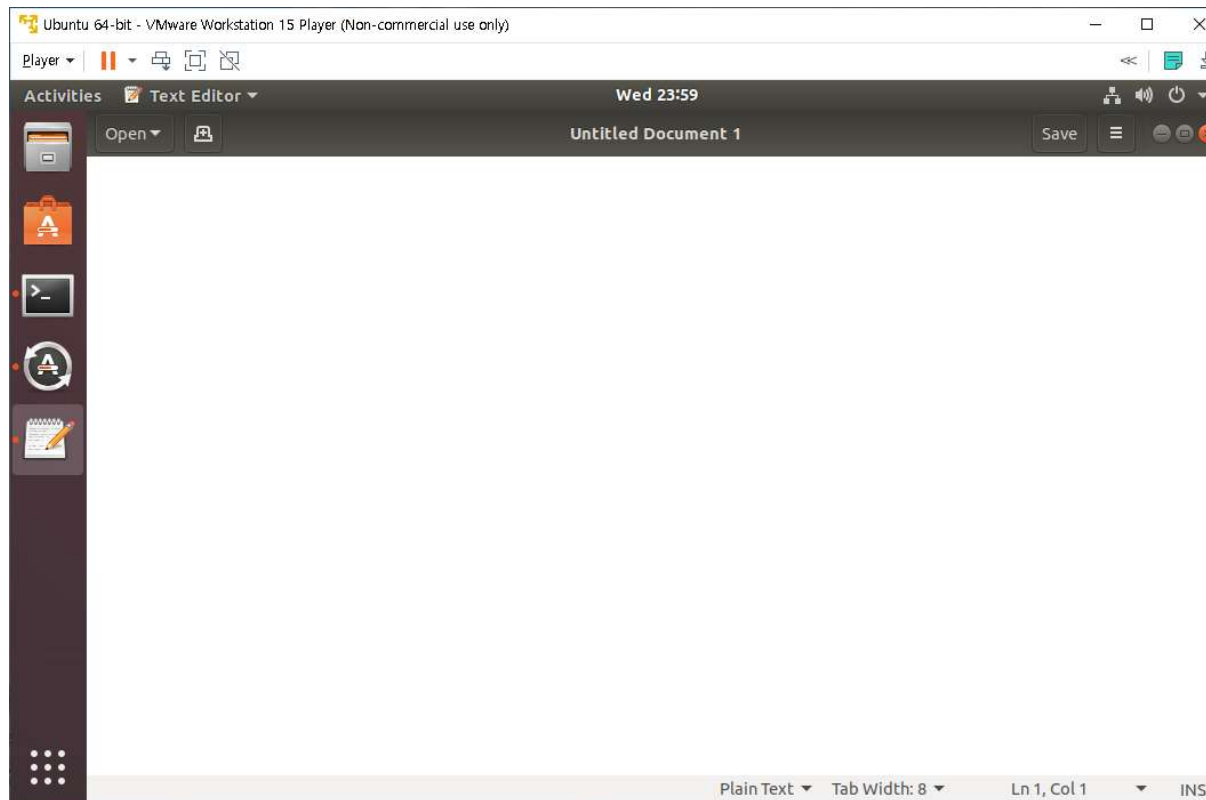 Ubuntu 64-bit - VMware Workstation 15 Player (Non-commercial use only)
Player
Activities Text Editor Wed 23:59
Open Untitled Document 1 Save
Plain Text Tab Width: 8 Ln 1, Col 1 INS